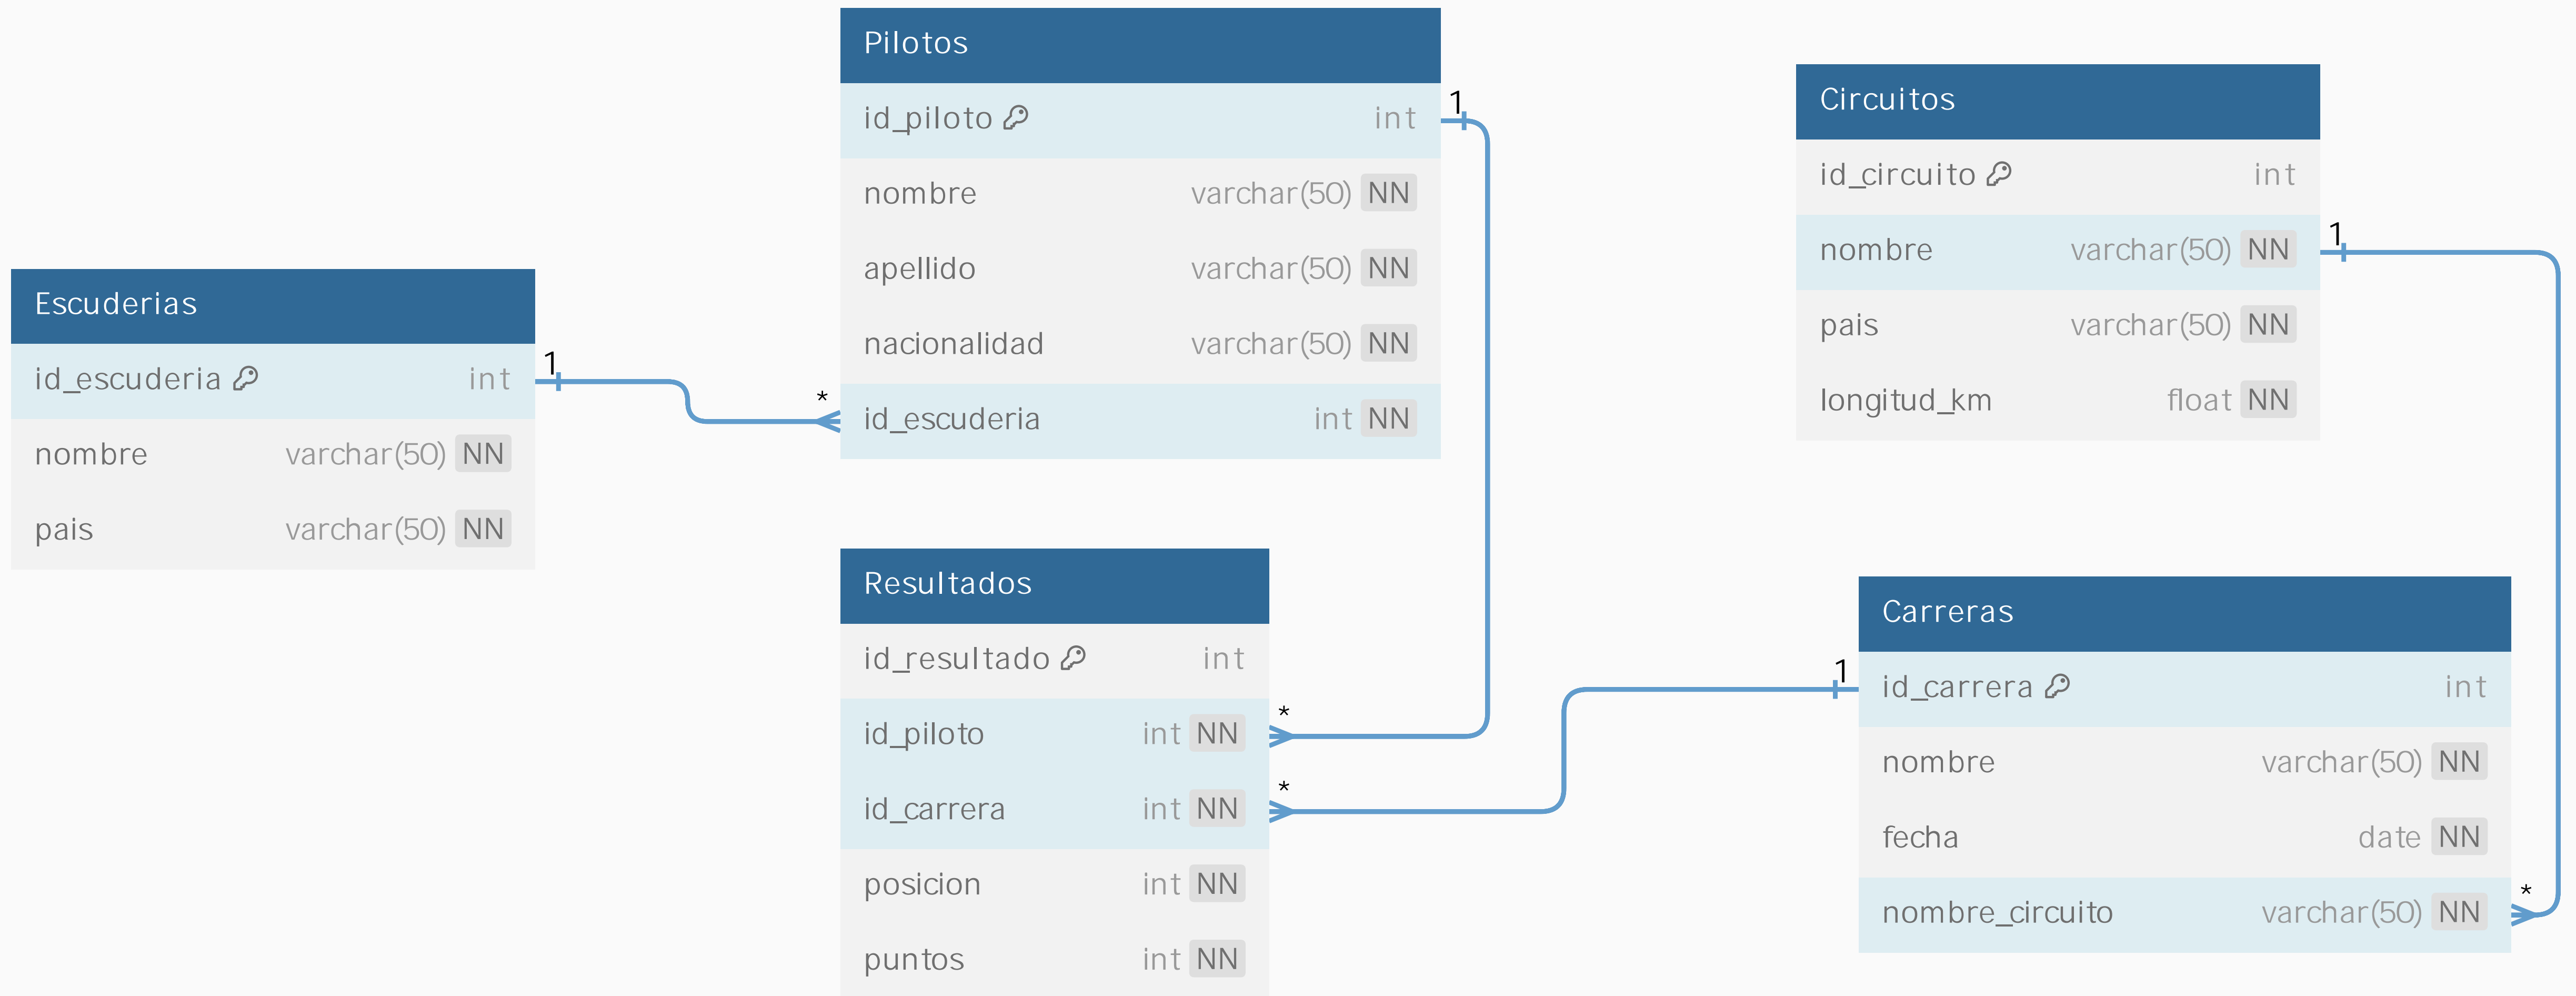 Pilotos
id_piloto int
nombre varchar(50) NN
apellido varchar(50) NN
nacionalidad varchar(50) NN
id_escuderia int NN
1
*
Circuitos
id_circuito int
nombre varchar(50) NN
pais varchar(50) NN
longitud_km float NN
1
Escuderias
id_escuderia int
nombre varchar(50) NN
pais varchar(50) NN
1
Resultados
id_resultado int
id_piloto int NN
id_carrera int NN
posicion int NN
puntos int NN
*
*
Carreras
id_carrera int
nombre varchar(50) NN
fecha date NN
nombre_circuito varchar(50) NN
1
*